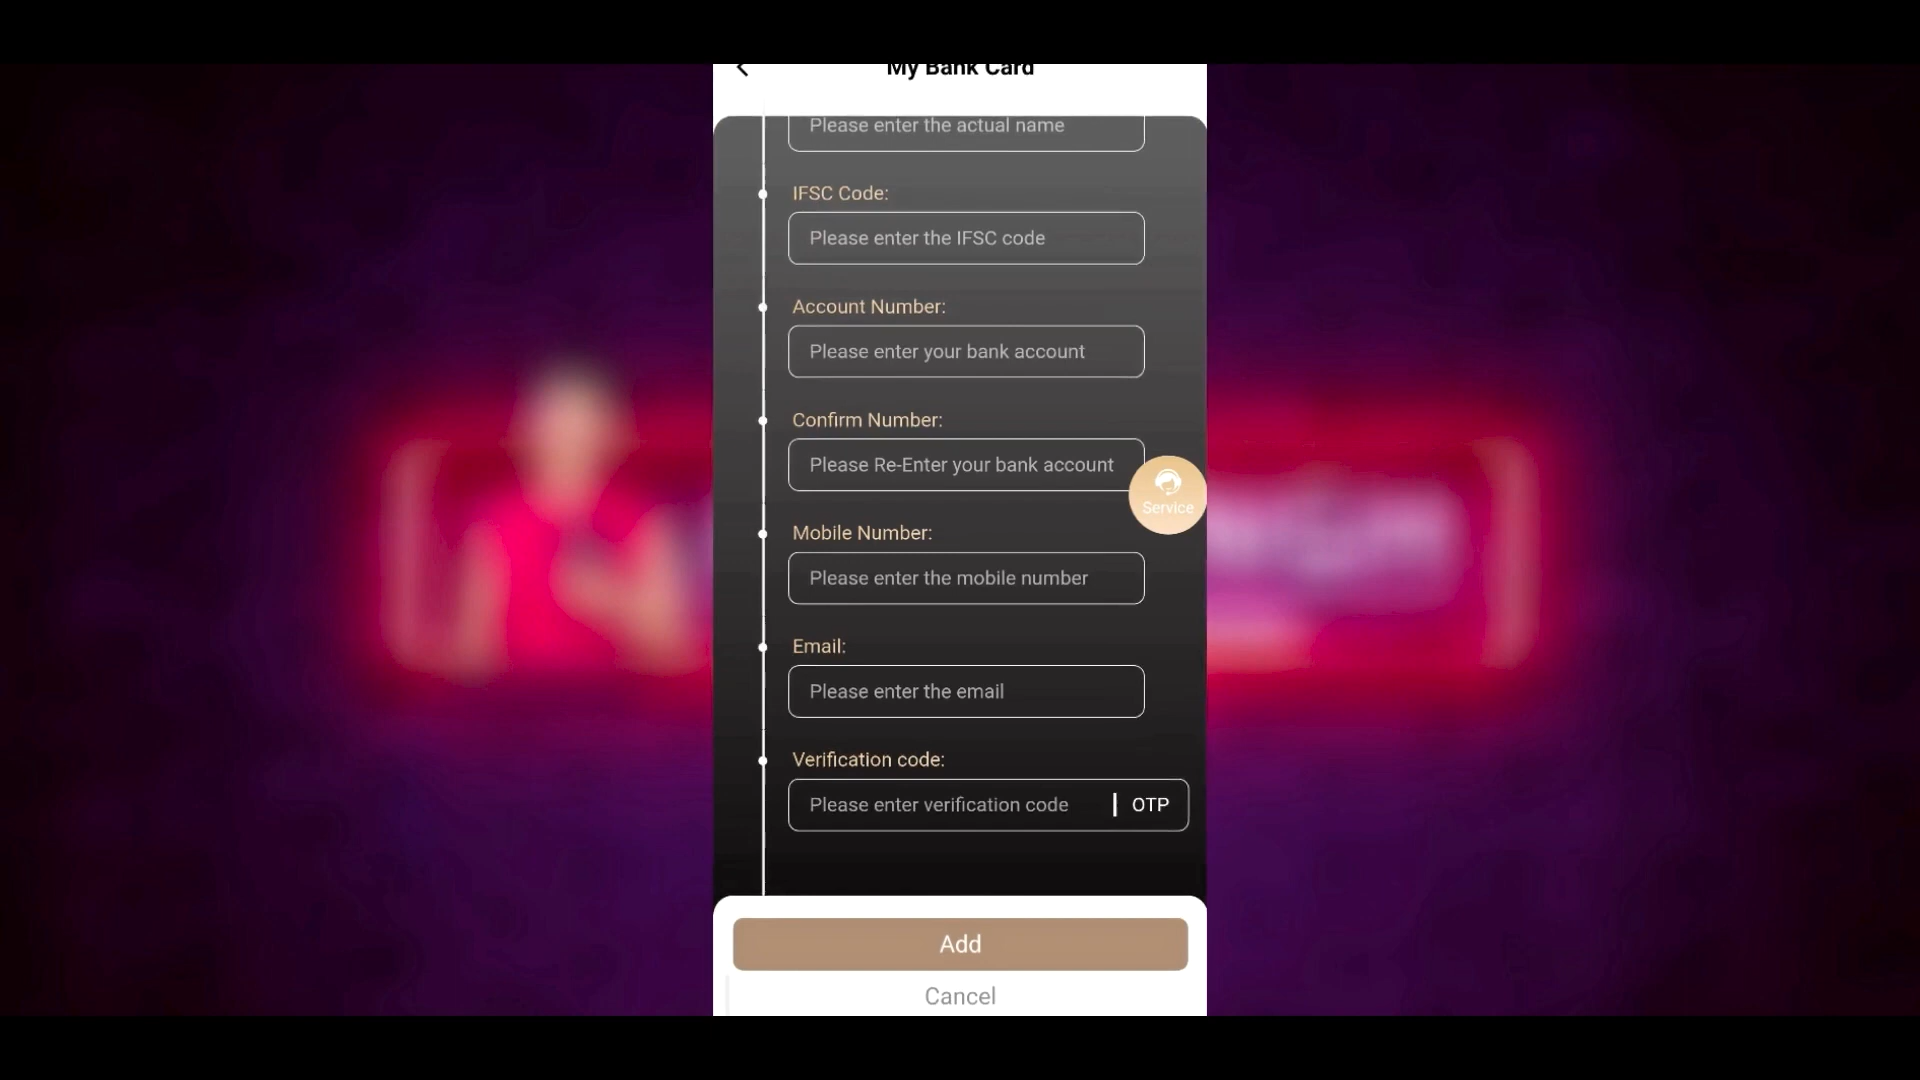 My Bank Card
Please enter the actual name
IFSC Code:
Please enter the IFSC code
Account Number:
Please enter your bank account
Confirm Number:
Please Re-Enter your bank account
Service
Mobile Number:
Please enter the mobile number
Email:
Please enter the email
Verification code:
Please enter verification code | OTP
Add
Cancel